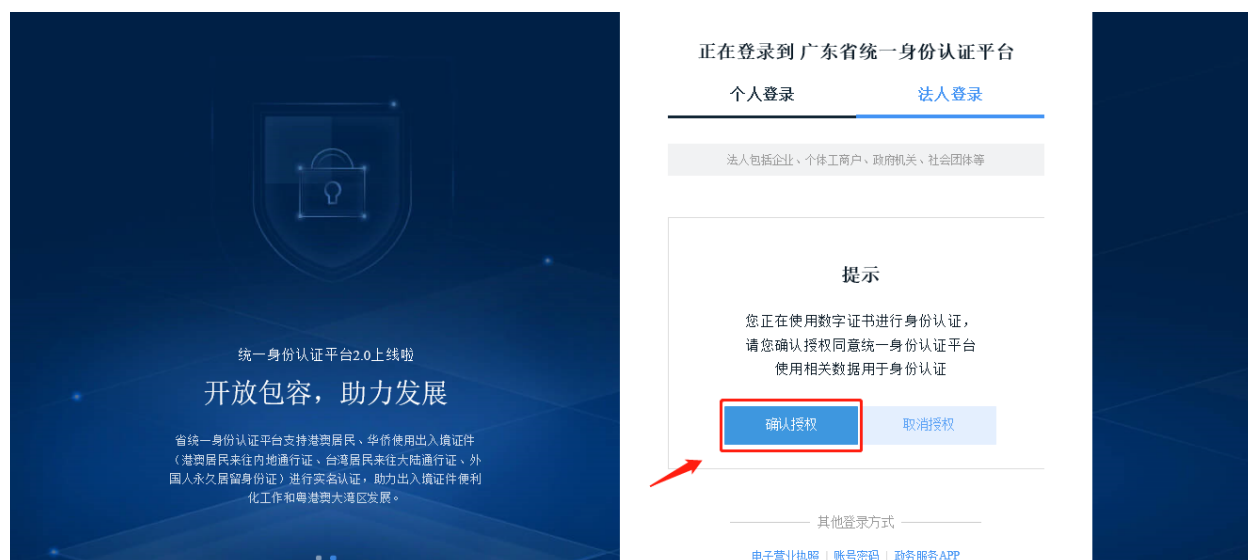 统一身份认证平台2.0上线啦
开放包容，助力发展
省统一身份认证平台支持港澳居民、华侨使用出入境证件
（港澳居民来往内地通行证、台湾居民来往大陆通行证、外
国人永久居留身份证）进行实名认证，助力出入境证件便利
化工作和粤港澳大湾区发展。
正在登录到 广东省统一身份认证平台
个人登录 法人登录
法人包括企业、个体工商户、政府机关、社会团体等
提示
您正在使用数字证书进行身份认证，
请您确认授权同意统一身份认证平台
使用相关数据用于身份认证
确认授权 取消授权
其他登录方式
电子营业执照 | 账号密码 | 政务服务APP